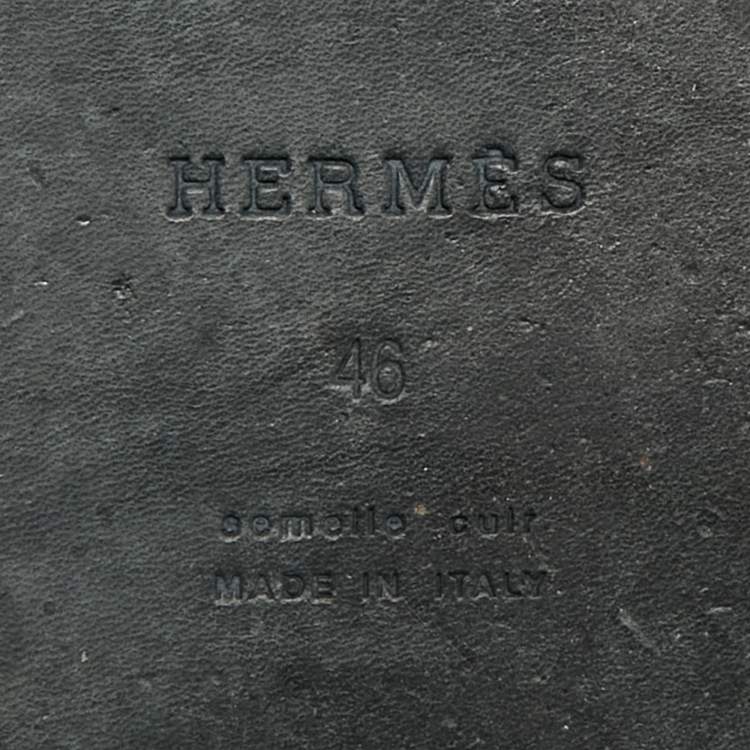 HERMÈS
46
semelle cuir
MADE IN ITALY